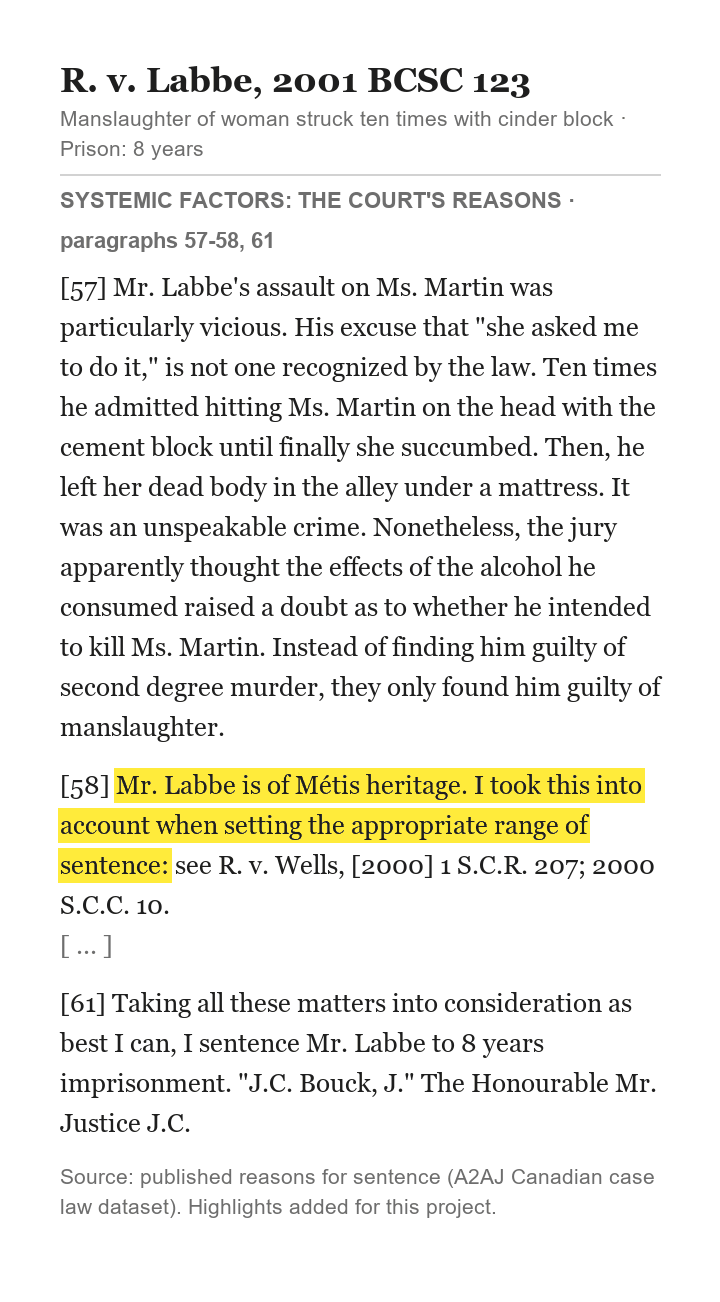 R. v. Labbe, 2001 BCSC 123
Manslaughter of woman struck ten times with cinder block ·
Prison: 8 years
SYSTEMIC FACTORS: THE COURT'S REASONS ·
paragraphs 57-58, 61
[57] Mr. Labbe's assault on Ms. Martin was
particularly vicious. His excuse that "she asked me
to do it," is not one recognized by the law. Ten times
he admitted hitting Ms. Martin on the head with the
cement block until finally she succumbed. Then, he
left her dead body in the alley under a mattress. It
was an unspeakable crime. Nonetheless, the jury
apparently thought the effects of the alcohol he
consumed raised a doubt as to whether he intended
to kill Ms. Martin. Instead of finding him guilty of
second degree murder, they only found him guilty of
manslaughter.
[58] Mr. Labbe is of Métis heritage. I took this into
account when setting the appropriate range of
sentence: see R. v. Wells, [2000] 1 S.C.R. 207; 2000
S.C.C. 10.
[ ... ]
[61] Taking all these matters into consideration as
best I can, I sentence Mr. Labbe to 8 years
imprisonment. "J.C. Bouck, J." The Honourable Mr.
Justice J.C.
Source: published reasons for sentence (A2AJ Canadian case
law dataset). Highlights added for this project.